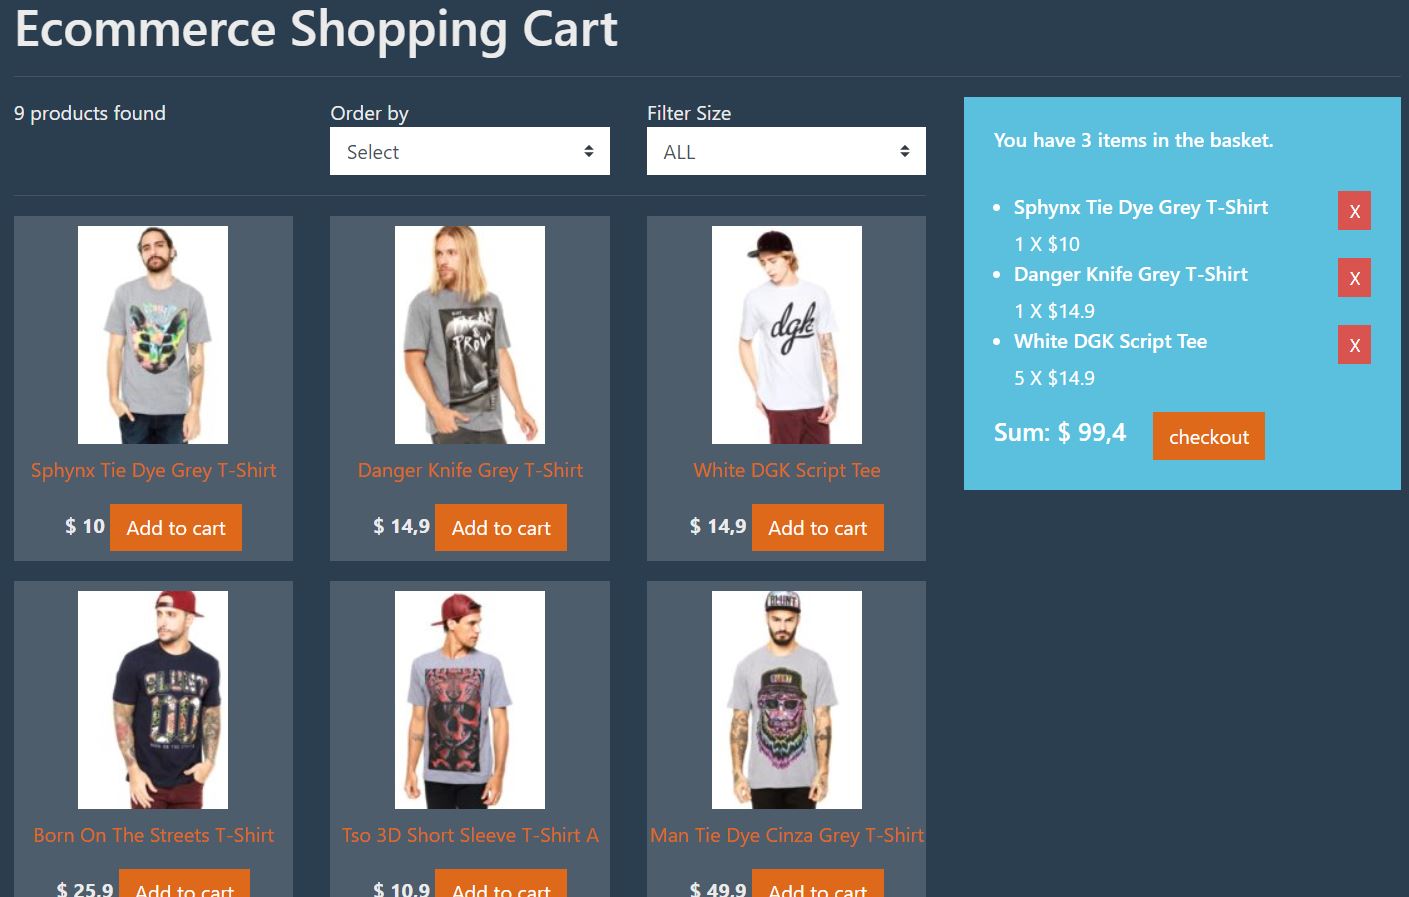 Ecommerce Shopping Cart
9 products found
Order by
Select
Filter Size
ALL
Sphynx Tie Dye Grey T-Shirt
$ 10 Add to cart
Danger Knife Grey T-Shirt
$ 14,9 Add to cart
dgk
White DGK Script Tee
$ 14,9 Add to cart
BLUNT
00
Born On The Streets T-Shirt
$ 25,9 Add to cart
Tso 3D Short Sleeve T-Shirt A
$ 10,9 Add to cart
BLUNT
BLUNT
Man Tie Dye Cinza Grey T-Shirt
$ 49,9 Add to cart
You have 3 items in the basket.
Sphynx Tie Dye Grey T-Shirt X
1 X $10
Danger Knife Grey T-Shirt X
1 X $14.9
White DGK Script Tee X
5 X $14.9
Sum: $ 99,4 checkout